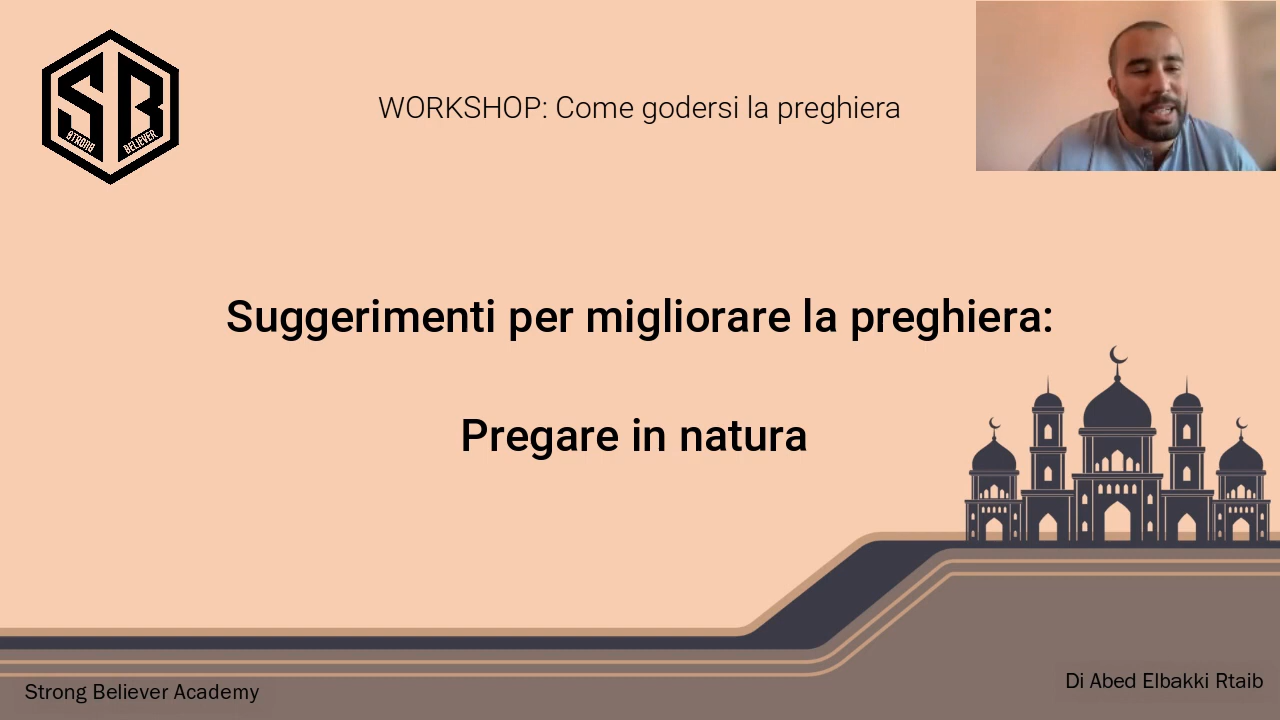 SB
STRONG BELIEVER
WORKSHOP: Come godersi la preghiera
Suggerimenti per migliorare la preghiera:
Pregare in natura
Strong Believer Academy
Di Abed Elbakki Rtaib